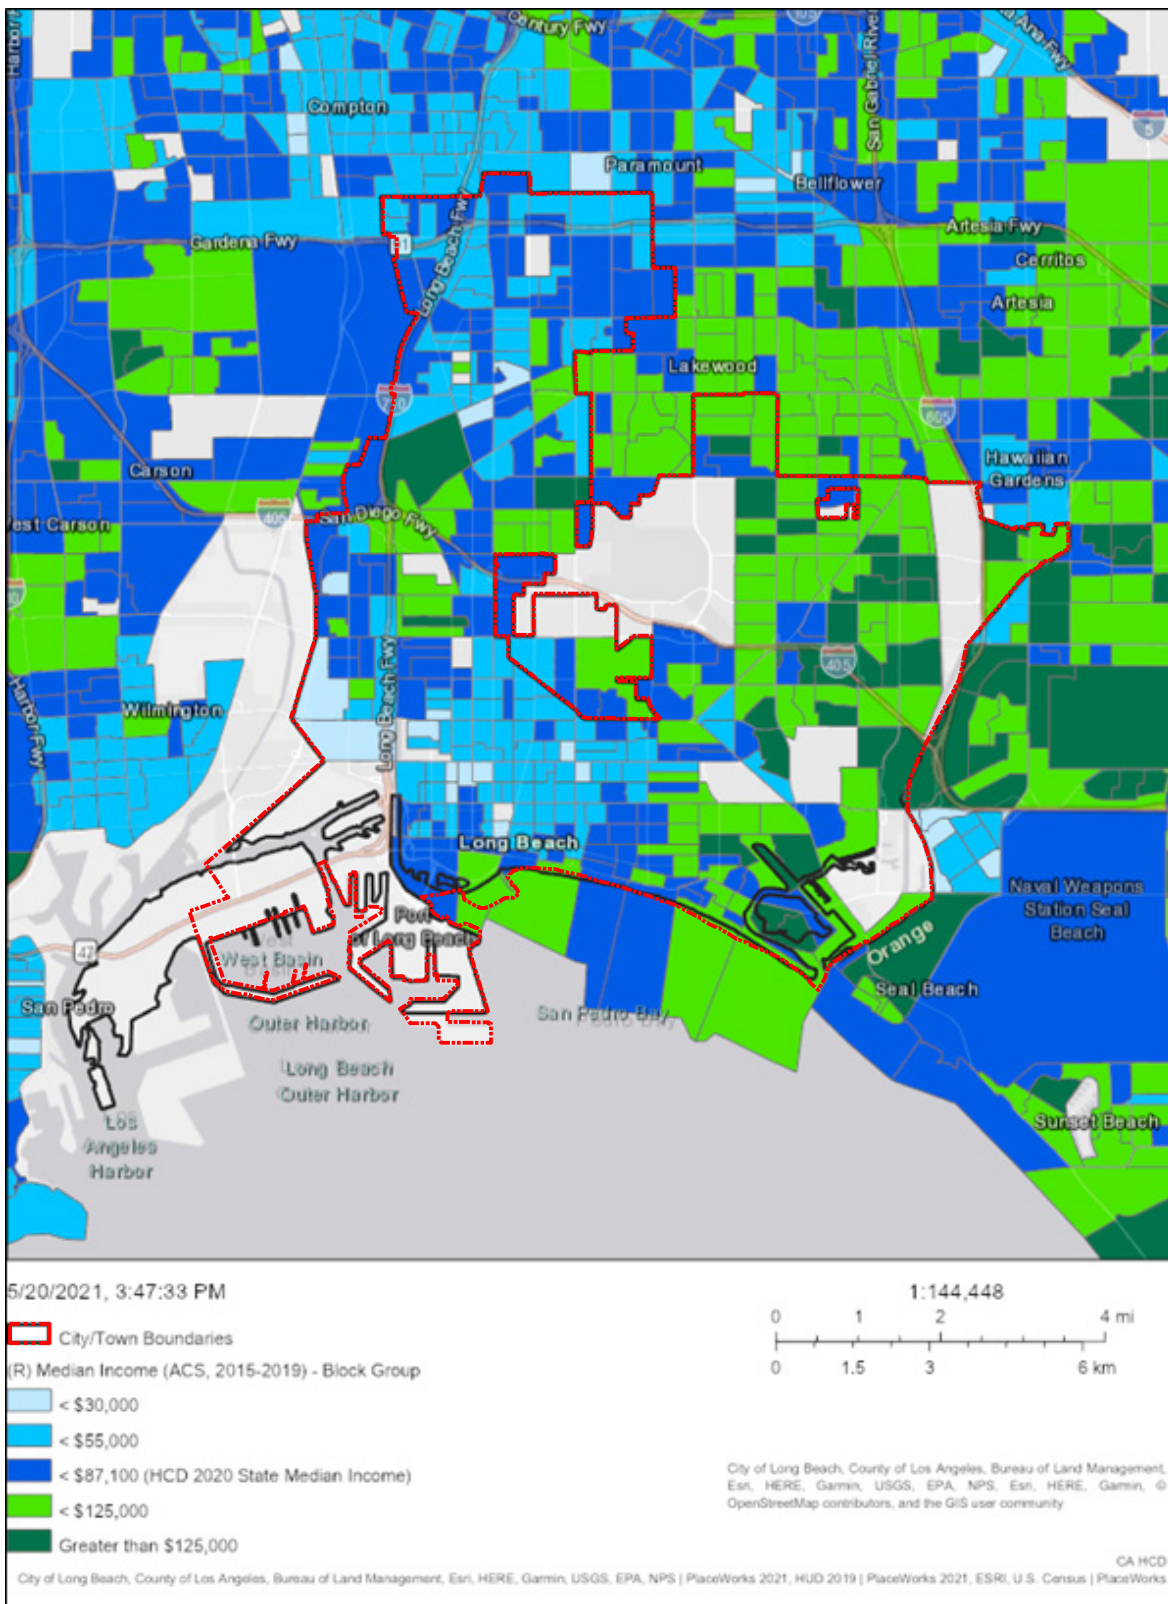 Century Fwy
105
Santa Ana Fwy
Harbor
San Gabriel River
Compton
5
Paramount
Bellflower
Long Beach Fwy
Artesia Fwy
Gardena Fwy
Cerritos
Artesia
Lakewood
710
605
Carson
Hawaiian
Gardens
West Carson
405
San Diego Fwy
405
Long Beach Fwy
Wilmington
Harbor Fwy
Long Beach
Naval Weapons
Station Seal
Beach
Port
of Long Beach
Orange
47
West Basin
San Pedro
Seal Beach
Outer Harbor
San Pedro Bay
Long Beach
Outer Harbor
Los
Angeles
Harbor
Sunset Beach
5/20/2021, 3:47:33 PM
1:144,448
0 1 2 4 mi
0 1.5 3 6 km
City/Town Boundaries
(R) Median Income (ACS, 2015-2019) - Block Group
< $30,000
< $55,000
< $87,100 (HCD 2020 State Median Income)
< $125,000
Greater than $125,000
City of Long Beach, County of Los Angeles, Bureau of Land Management,
Esri, HERE, Garmin, USGS, EPA, NPS, Esri, HERE, Garmin, ©
OpenStreetMap contributors, and the GIS user community
CA HCD
City of Long Beach, County of Los Angeles, Bureau of Land Management, Esri, HERE, Garmin, USGS, EPA, NPS | PlaceWorks 2021, HUD 2019 | PlaceWorks 2021, ESRI, U.S. Census | PlaceWorks